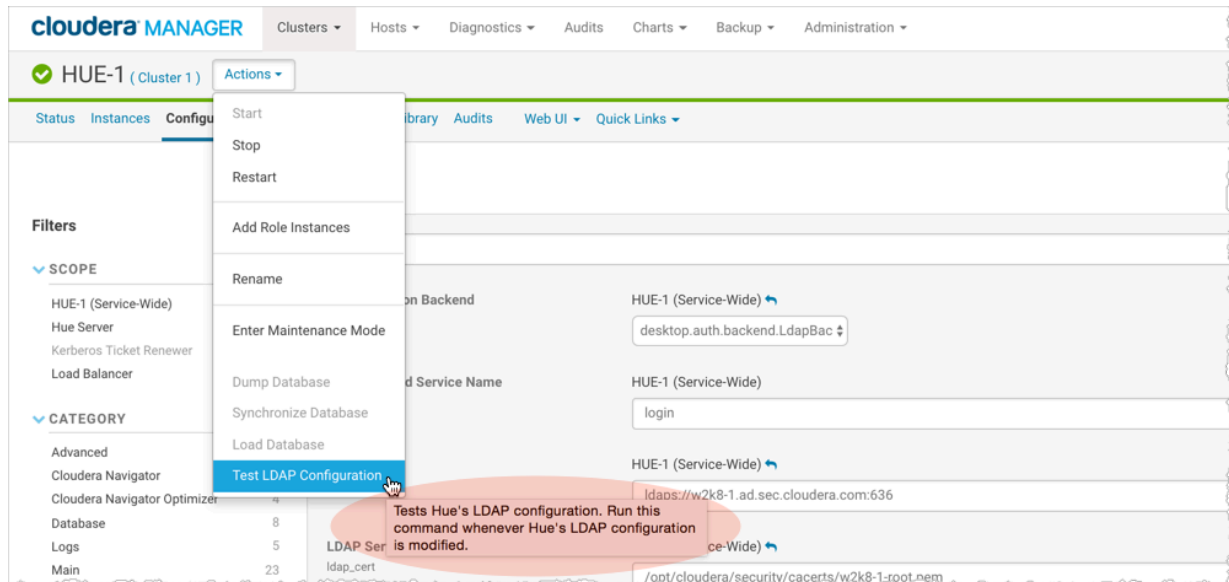 cloudera MANAGER Clusters Hosts Diagnostics Audits Charts Backup Administration
HUE-1 ( Cluster 1 ) Actions
Status Instances Configu ibrary Audits Web UI Quick Links
Start
Stop
Restart
Add Role Instances
Rename
Enter Maintenance Mode
Dump Database
Synchronize Database
Load Database
Test LDAP Configuration
Tests Hue's LDAP configuration. Run this
command whenever Hue's LDAP configuration
is modified.
Filters
SCOPE
HUE-1 (Service-Wide)
Hue Server
Kerberos Ticket Renewer
Load Balancer
CATEGORY
Advanced
Cloudera Navigator
Cloudera Navigator Optimizer 4
Database 8
Logs 5
Main 23
on Backend HUE-1 (Service-Wide)
desktop.auth.backend.LdapBac
d Service Name HUE-1 (Service-Wide)
login
HUE-1 (Service-Wide)
ldaps://w2k8-1.ad.sec.cloudera.com:636
LDAP Ser ce-Wide)
ldap_cert
/opt/cloudera/security/cacerts/w2k8-1-root.pem